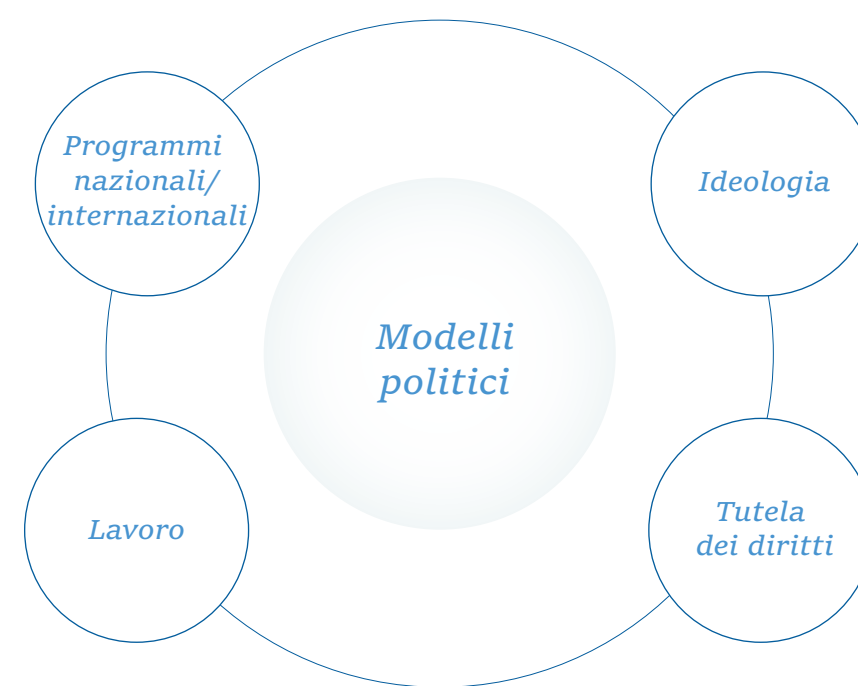 Programmi
nazionali/
internazionali
Ideologia
Modelli
politici
Lavoro
Tutela
dei diritti